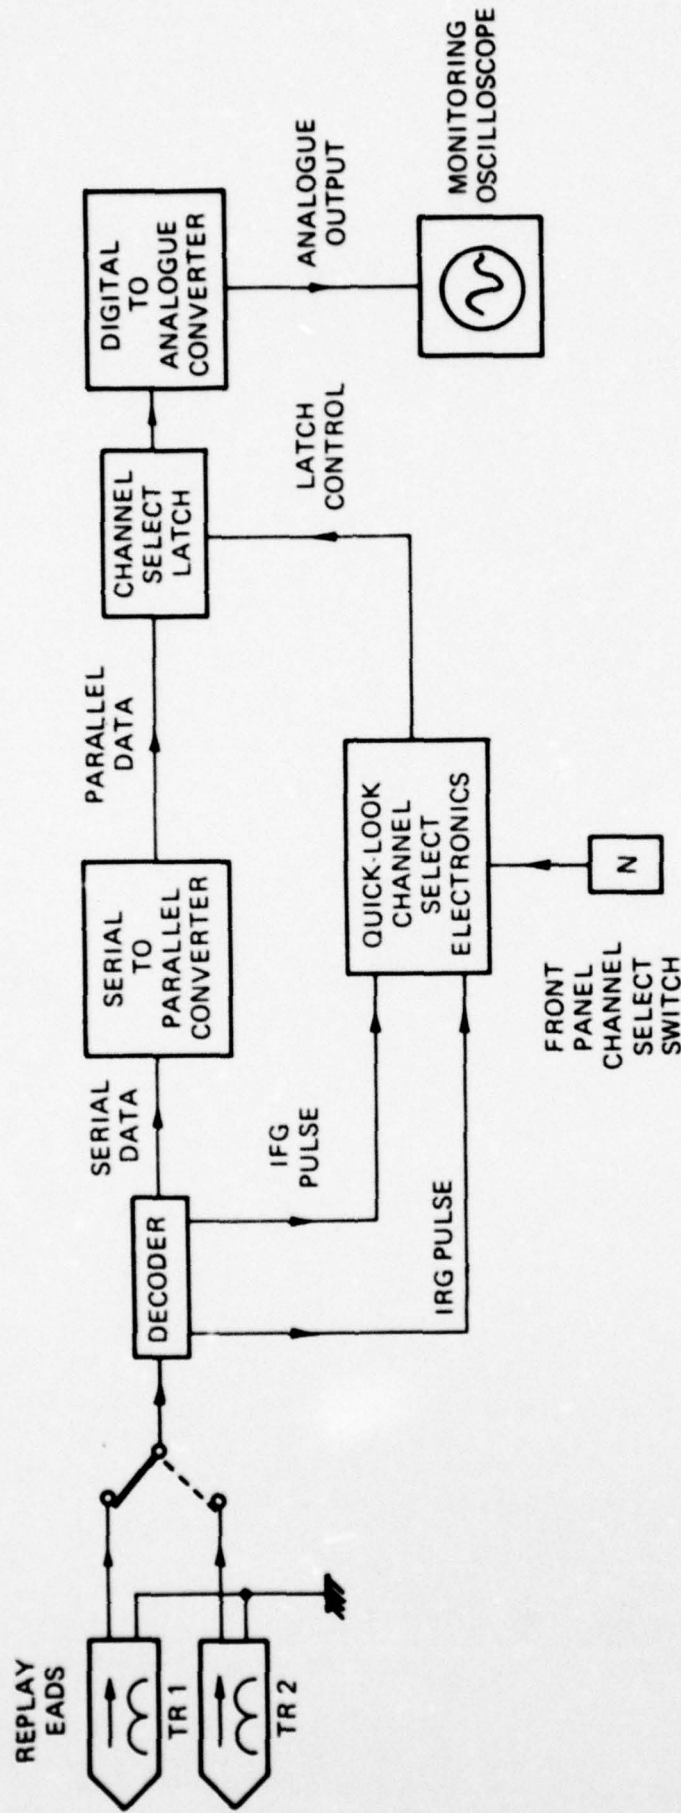 REPLAY
EADS
TR 1
TR 2
DECODER
SERIAL
DATA
SERIAL
TO
PARALLEL
CONVERTER
PARALLEL
DATA
CHANNEL
SELECT
LATCH
DIGITAL
TO
ANALOGUE
CONVERTER
IFG
PULSE
IRG PULSE
QUICK-LOOK
CHANNEL
SELECT
ELECTRONICS
LATCH
CONTROL
ANALOGUE
OUTPUT
MONITORING
OSCILLOSCOPE
FRONT
PANEL
CHANNEL
SELECT
SWITCH
N